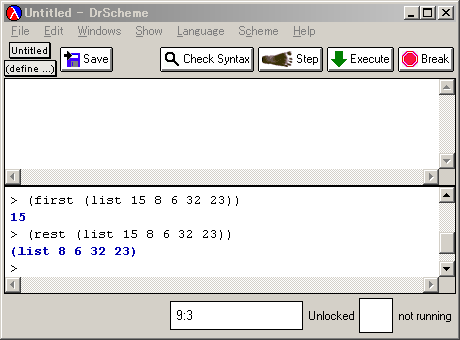 Untitled - DrScheme
File Edit Windows Show Language Scheme Help
Untitled
(define ...) Save Check Syntax Step Execute Break
> (first (list 15 8 6 32 23))
15
> (rest (list 15 8 6 32 23))
(list 8 6 32 23)
>
9:3 Unlocked not running